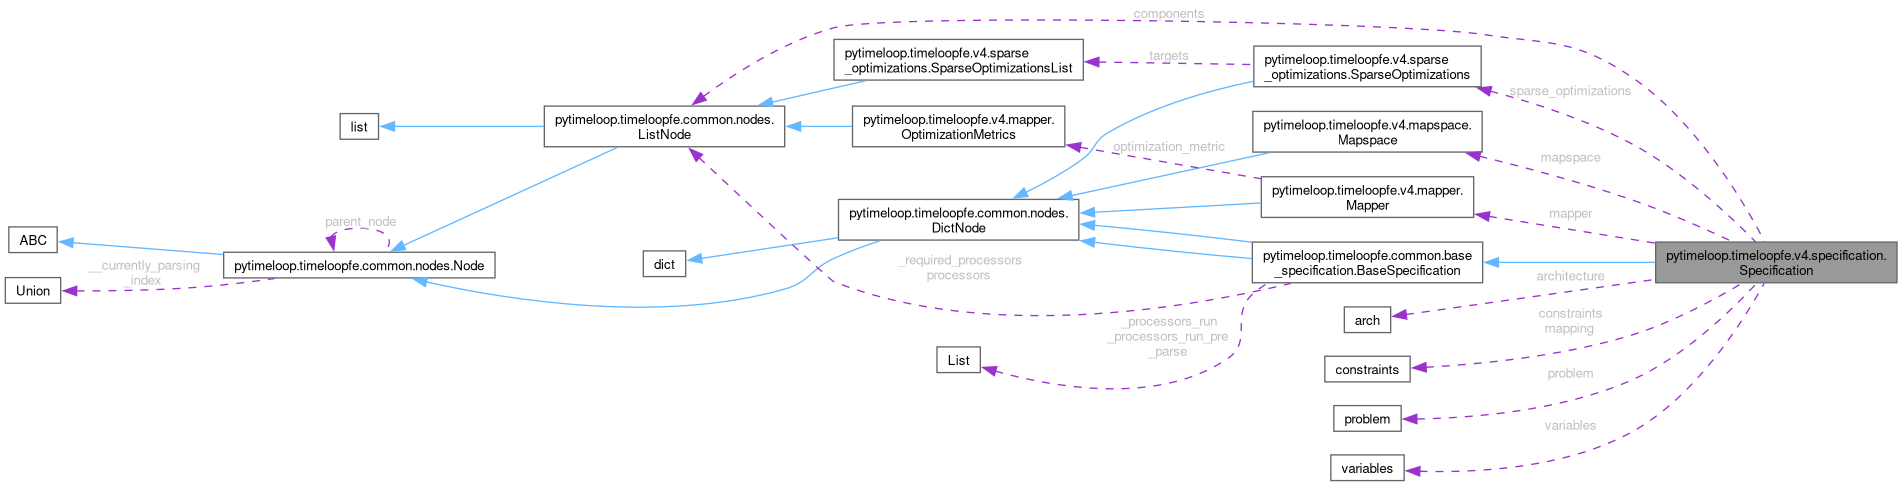 components
pytimeloop.timeloopfe.v4.sparse
_optimizations.SparseOptimizationsList
targets
pytimeloop.timeloopfe.v4.sparse
_optimizations.SparseOptimizations
sparse_optimizations
list
pytimeloop.timeloopfe.common.nodes.
ListNode
pytimeloop.timeloopfe.v4.mapper.
OptimizationMetrics
optimization_metric
pytimeloop.timeloopfe.v4.mapspace.
Mapspace
mapspace
pytimeloop.timeloopfe.v4.mapper.
Mapper
mapper
parent_node
ABC
pytimeloop.timeloopfe.common.nodes.
DictNode
__currently_parsing
_index
Union
pytimeloop.timeloopfe.common.nodes.Node
dict
_required_processors
processors
pytimeloop.timeloopfe.common.base
_specification.BaseSpecification
pytimeloop.timeloopfe.v4.specification.
Specification
architecture
arch
_processors_run
_processors_run_pre
_parse
List
constraints
mapping
constraints
problem
problem
variables
variables